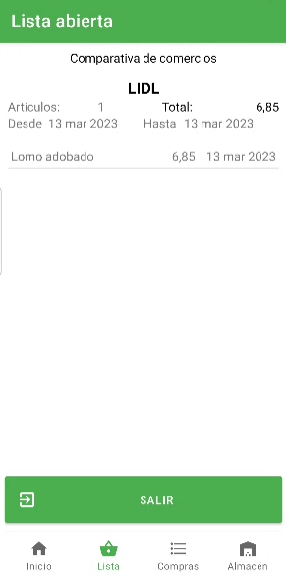 Lista abierta
Comparativa de comercios
LIDL
Articulos: 1 Total: 6,85
Desde 13 mar 2023 Hasta 13 mar 2023
Lomo adobado 6,85 13 mar 2023
SALIR
Inicio Lista Compras Almacén